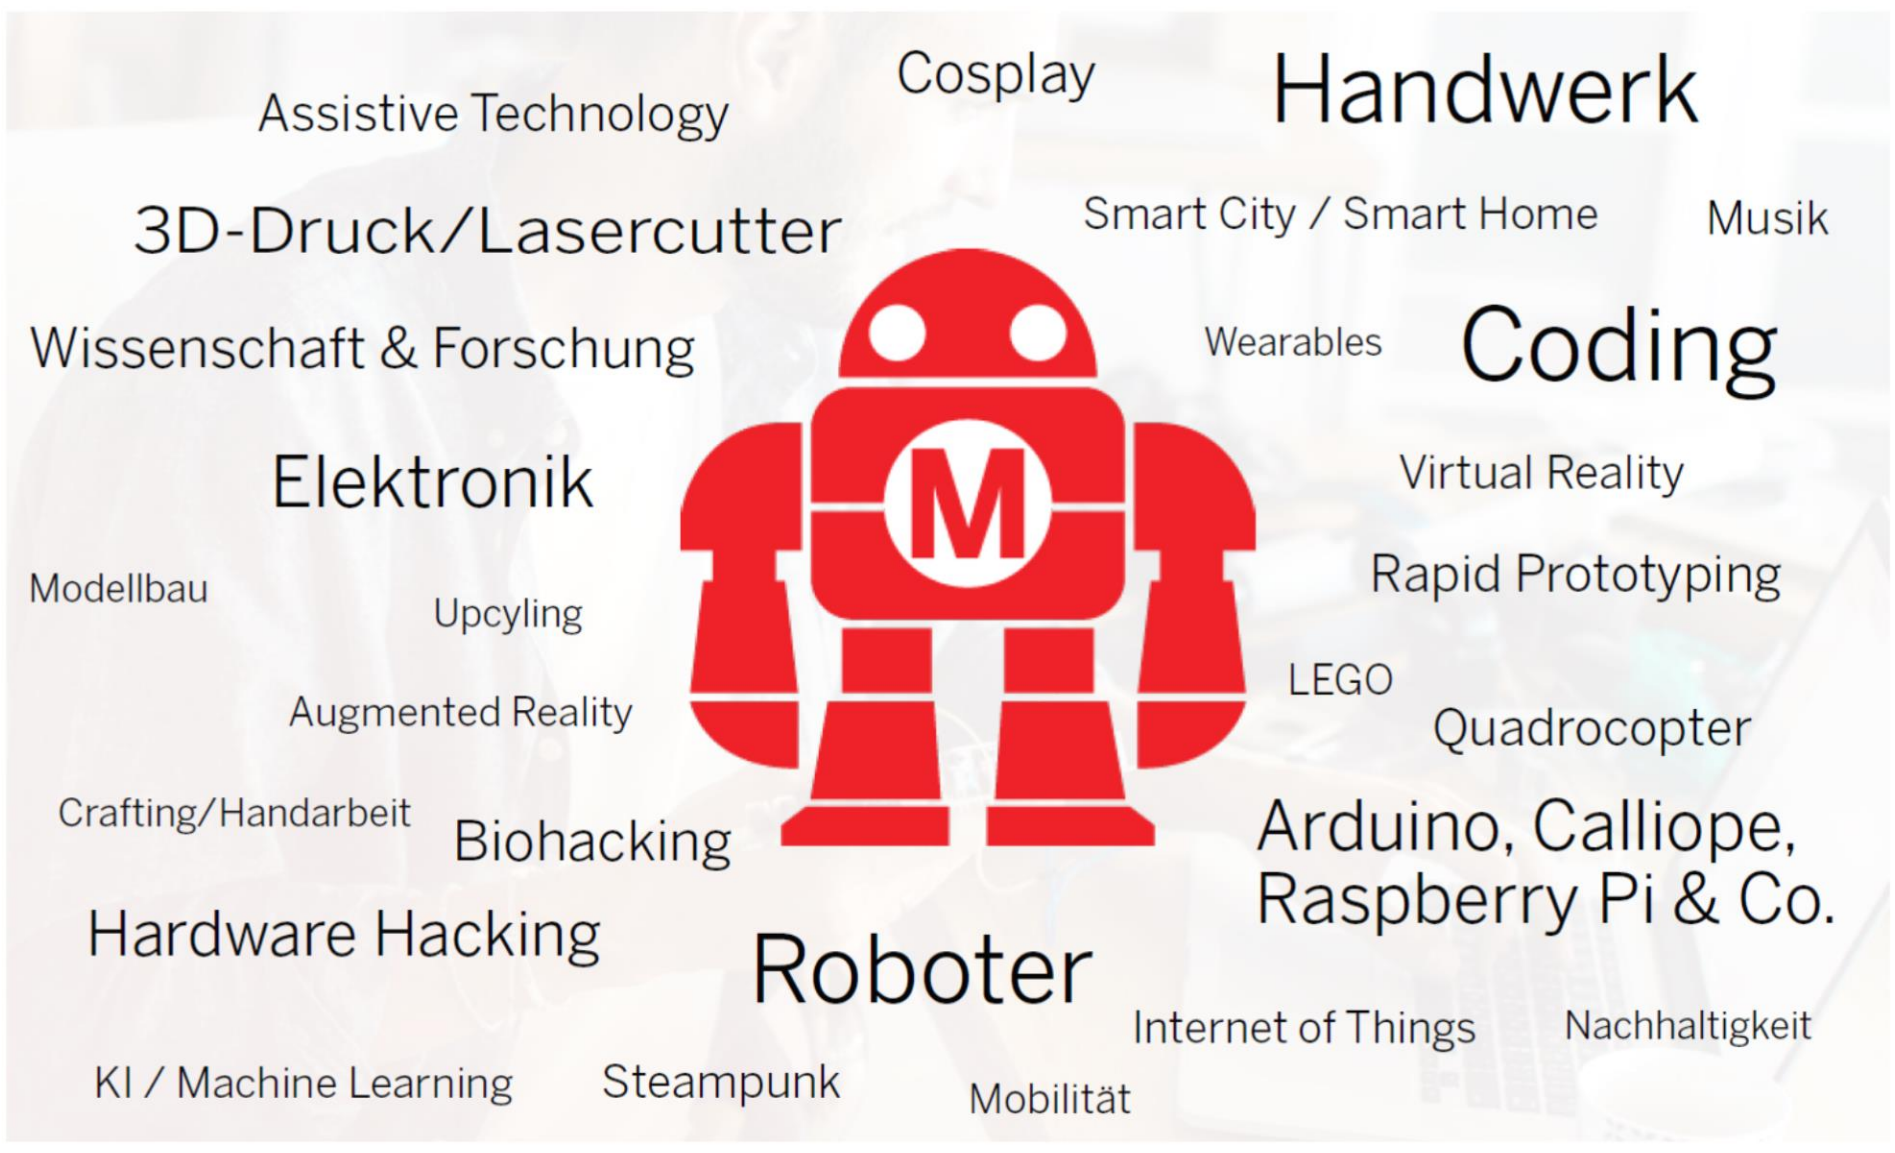 Cosplay
Handwerk
Assistive Technology
3D-Druck/Lasercutter
Smart City / Smart Home
Musik
Wissenschaft & Forschung
Wearables
Coding
Elektronik
M
Virtual Reality
Modellbau
Upcyling
Rapid Prototyping
LEGO
Augmented Reality
Quadrocopter
Crafting/Handarbeit
Biohacking
Arduino, Calliope,
Raspberry Pi & Co.
Hardware Hacking
Roboter
Internet of Things
Nachhaltigkeit
KI / Machine Learning
Steampunk
Mobilität